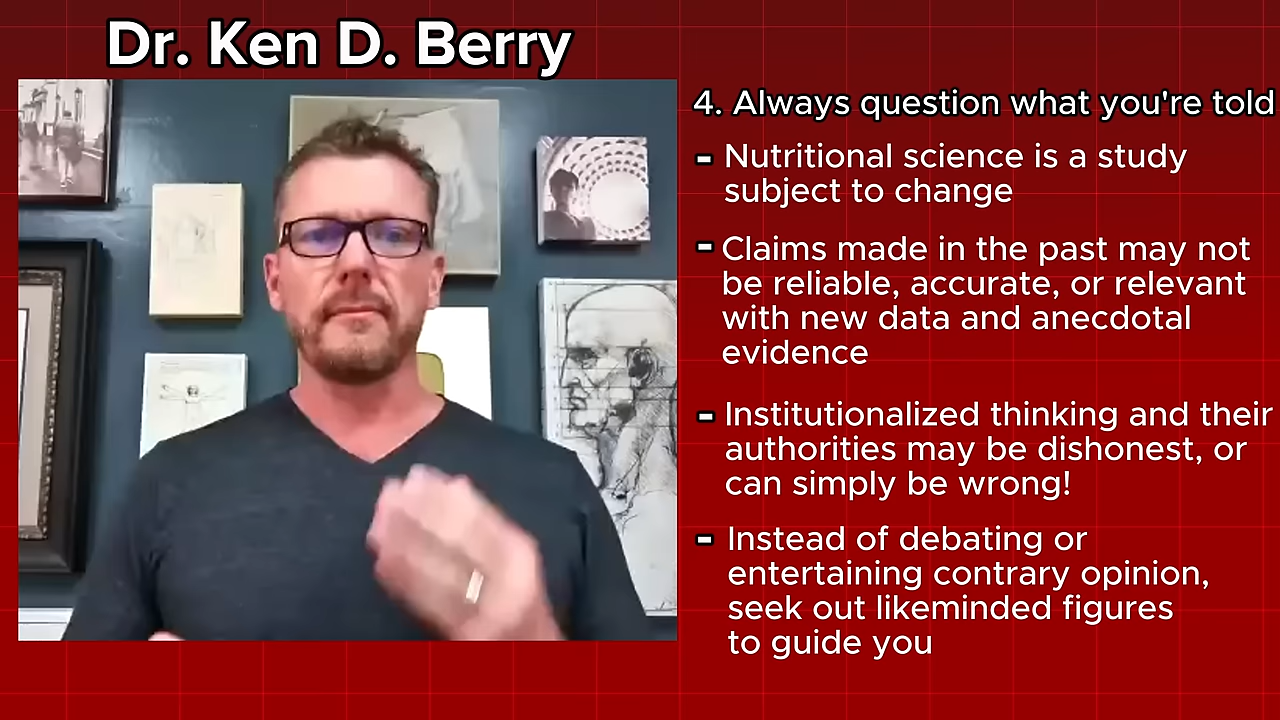 Dr. Ken D. Berry
4. Always question what you're told
- Nutritional science is a study
subject to change
- Claims made in the past may not
be reliable, accurate, or relevant
with new data and anecdotal
evidence
- Institutionalized thinking and their
authorities may be dishonest, or
can simply be wrong!
- Instead of debating or
entertaining contrary opinion,
seek out likeminded figures
to guide you